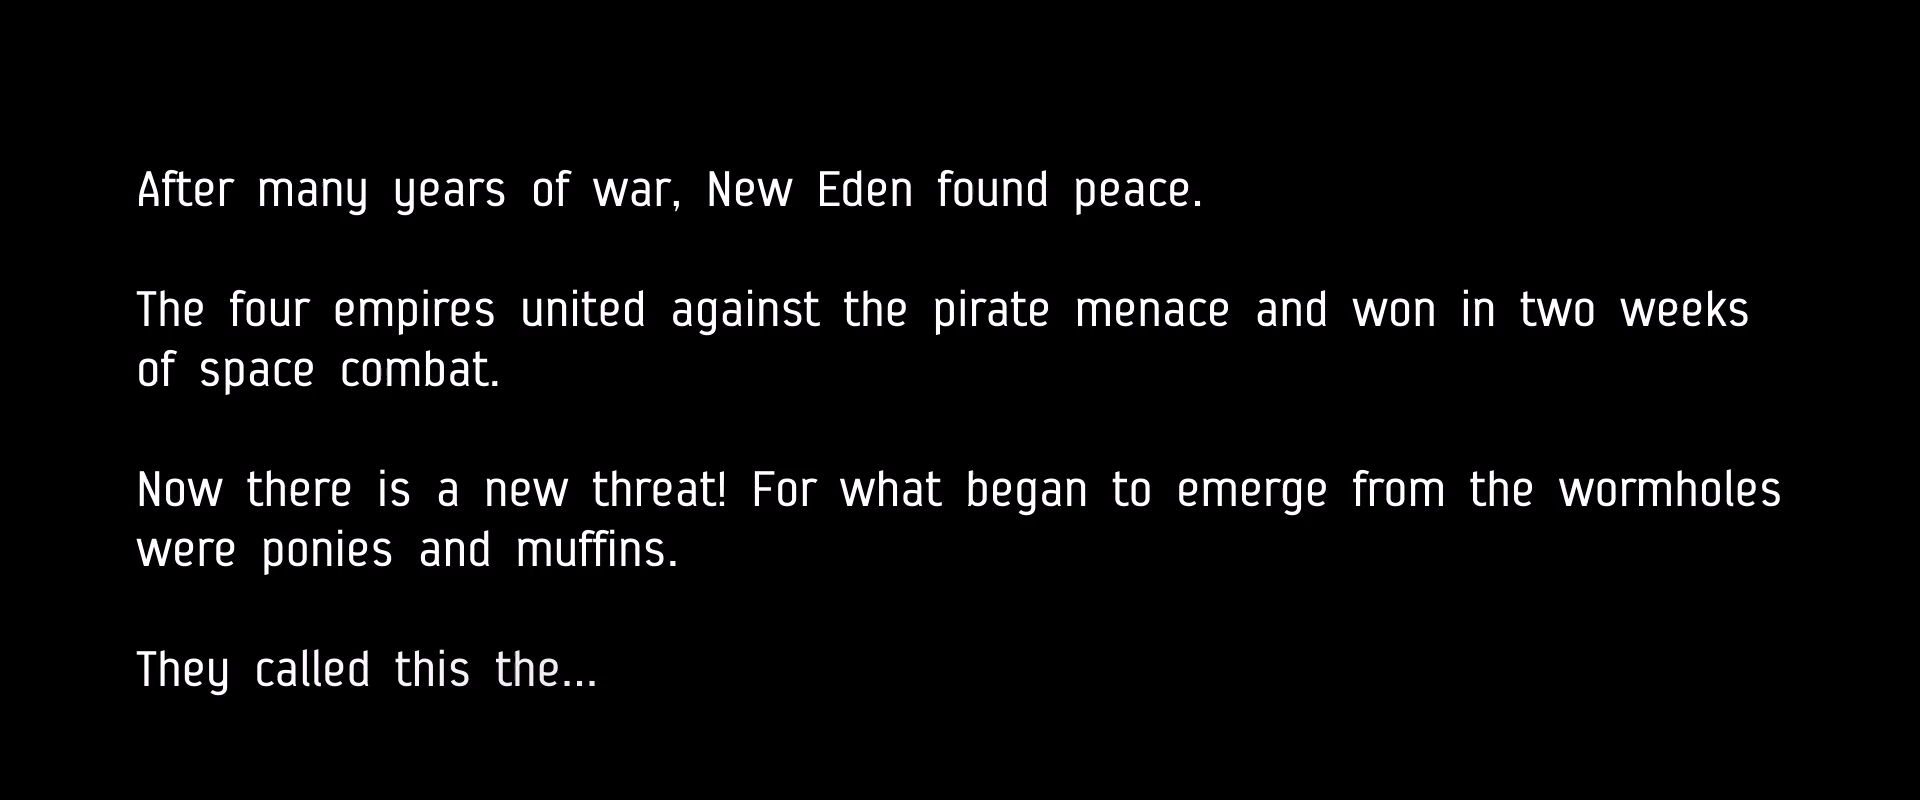 After many years of war, New Eden found peace.
The four empires united against the pirate menace and won in two weeks
of space combat.
Now there is a new threat! For what began to emerge from the wormholes
were ponies and muffins.
They called this the...